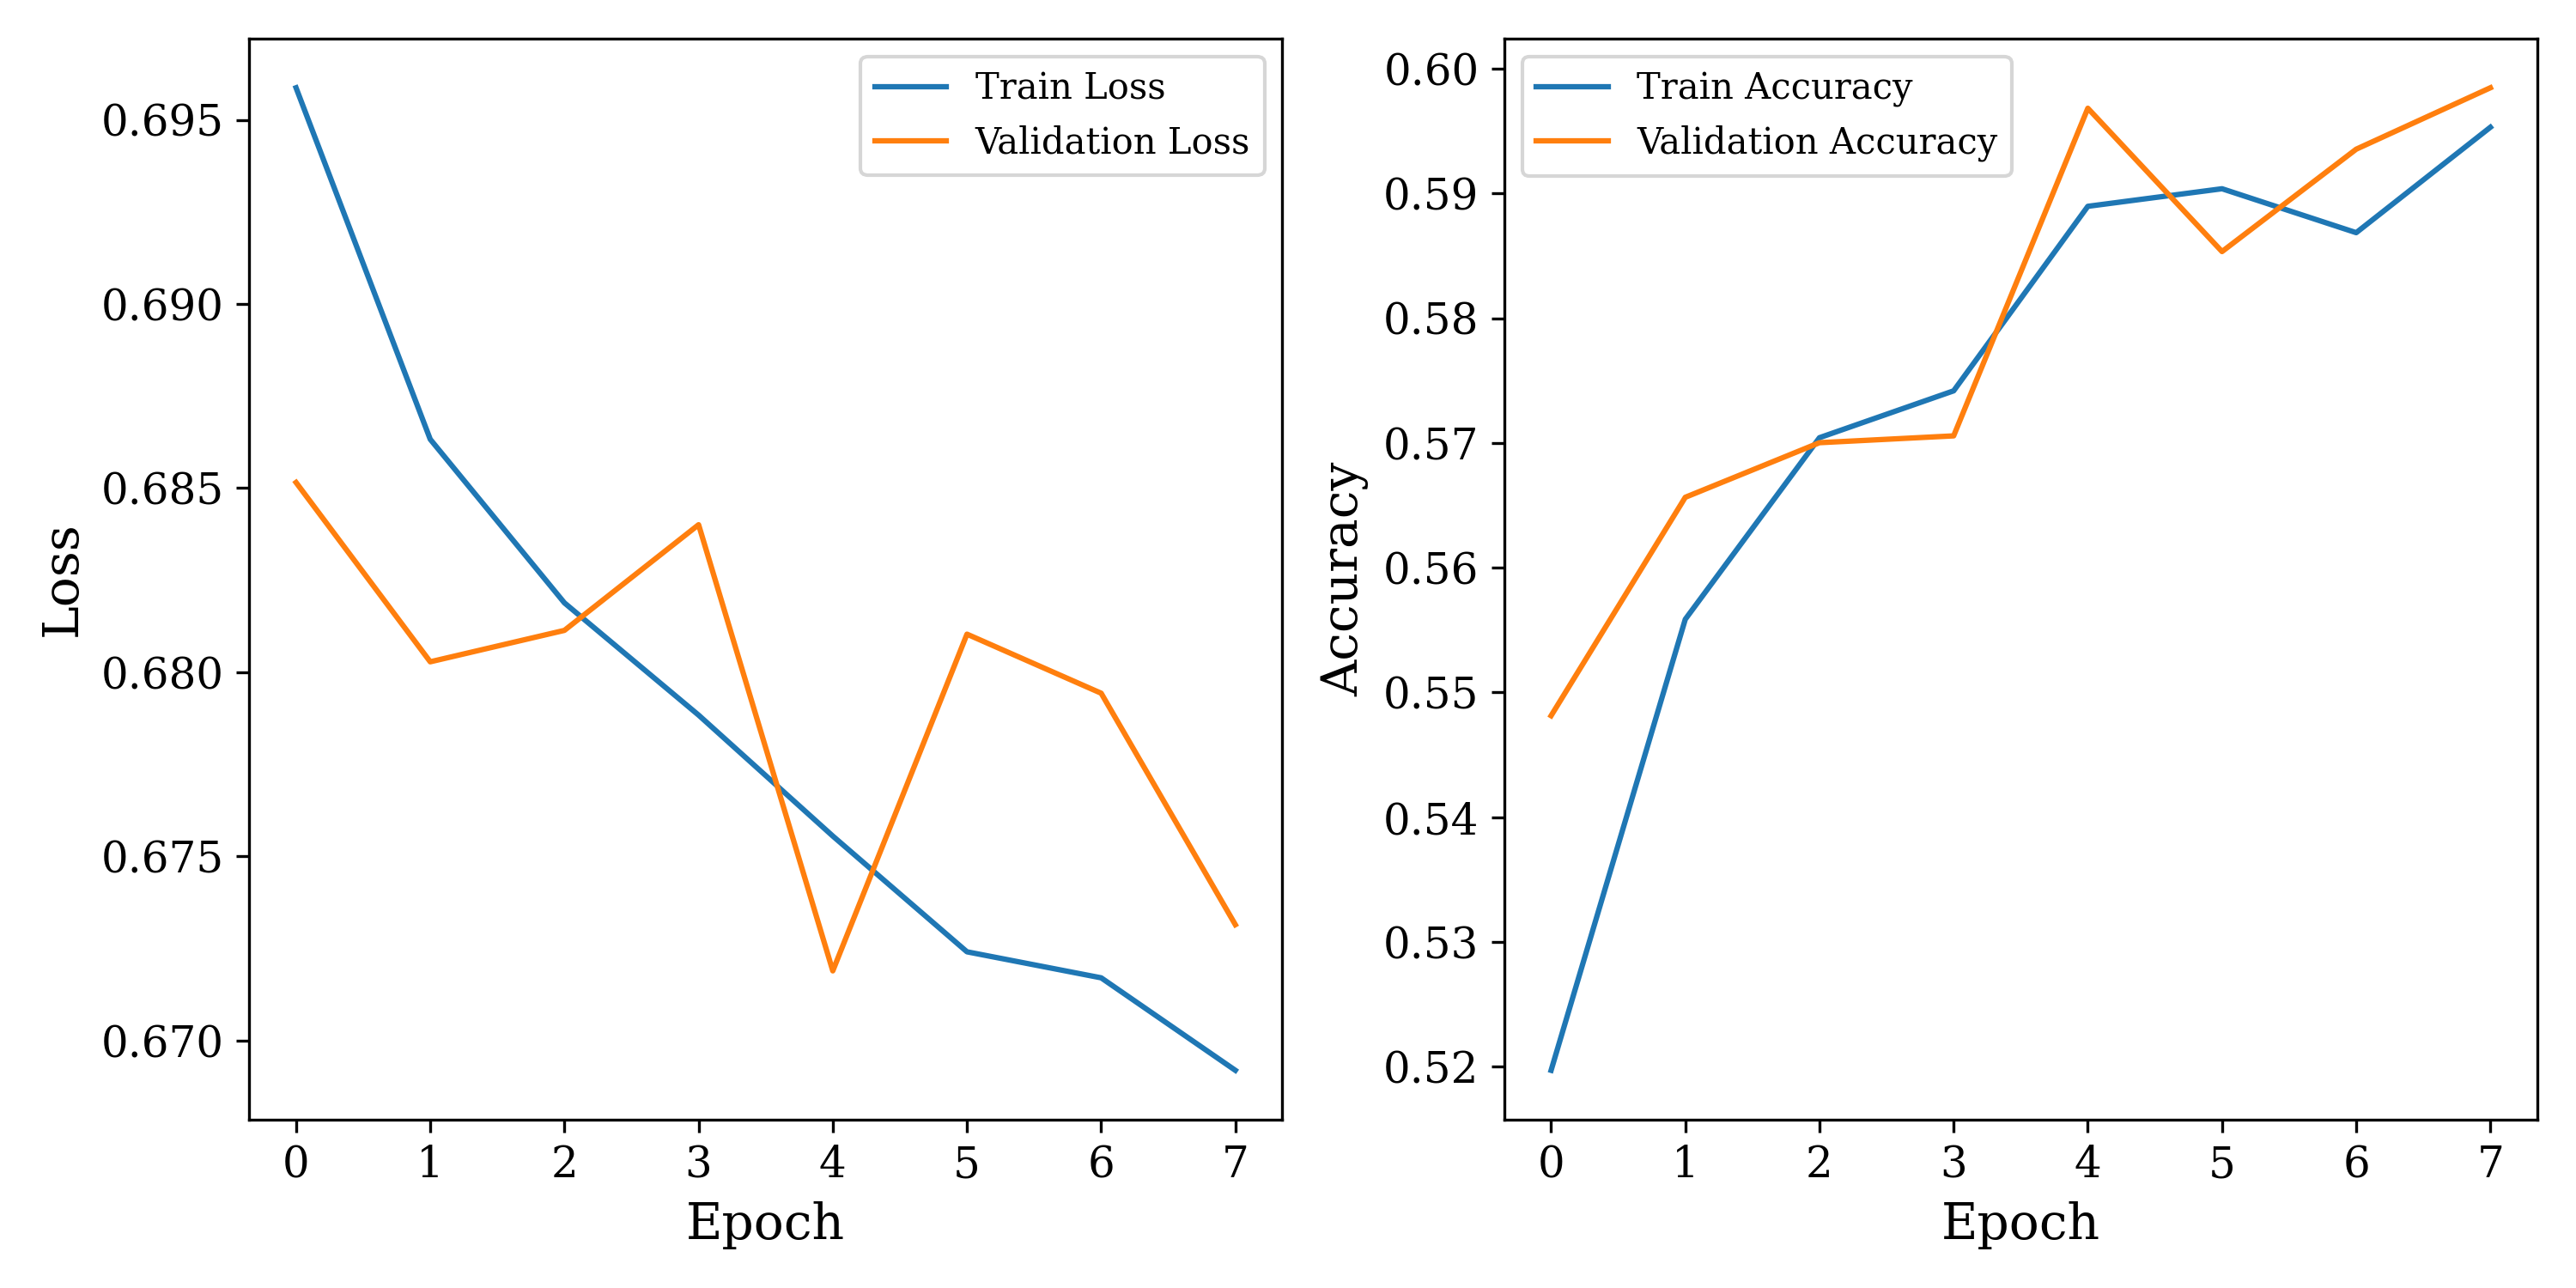 Train Loss
Validation Loss
0.695
0.690
0.685
0.680
0.675
0.670
Loss
0 1 2 3 4 5 6 7
Epoch
Train Accuracy
Validation Accuracy
0.60
0.59
0.58
0.57
0.56
0.55
0.54
0.53
0.52
Accuracy
0 1 2 3 4 5 6 7
Epoch